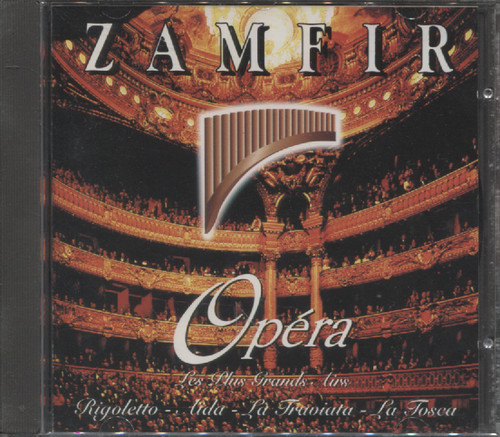 ZAMFIR
Opéra
Les Plus Grands Airs
Rigoletto - Aida - La Traviata - La Tosca